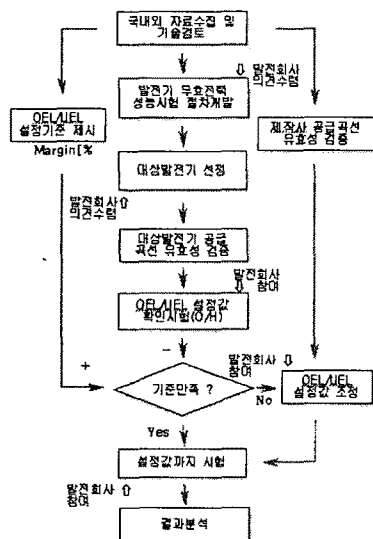 국내외 자료수집 및
기술검토
발전회사
의견수렴
발전기 무효전력
성능시험 절차개발
OEL/UEL
설정기준 제시
Margin[%
제작사 공급곡선
유효성 검증
대상발전기 선정
발전회사
의견수렴
대상발전기 공급
곡선 유효성 검증
발전회사
참여
OEL/UEL 설정값
확인시험(O/H)
+
-
발전회사
참여
기준만족 ?
No
OEL/UEL
설정값 조정
Yes
설정값까지 시험
발전회사
참여
결과분석